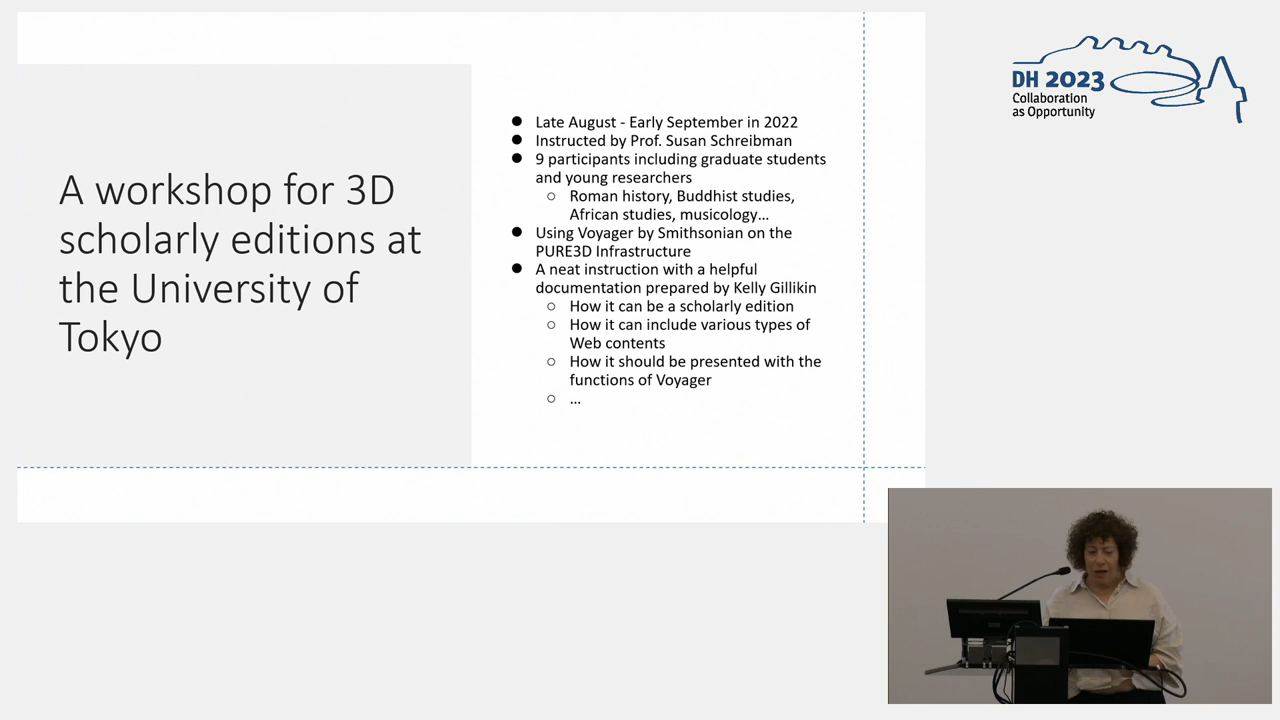 A workshop for 3D
scholarly editions at
the University of
Tokyo
● Late August - Early September in 2022
● Instructed by Prof. Susan Schreibman
● 9 participants including graduate students
and young researchers
○ Roman history, Buddhist studies,
African studies, musicology...
● Using Voyager by Smithsonian on the
PURE3D Infrastructure
● A neat instruction with a helpful
documentation prepared by Kelly Gillikin
○ How it can be a scholarly edition
○ How it can include various types of
Web contents
○ How it should be presented with the
functions of Voyager
○ ...
DH 2023
Collaboration
as Opportunity